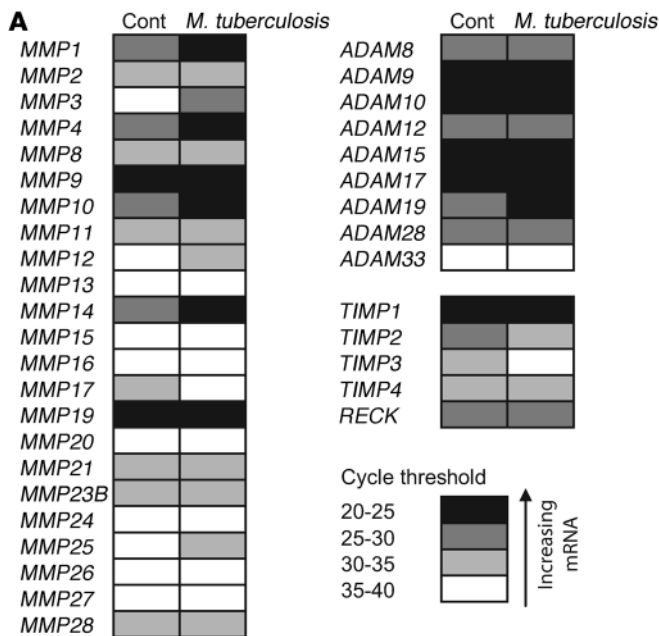 A
Cont M. tuberculosis
MMP1
MMP2
MMP3
MMP4
MMP8
MMP9
MMP10
MMP11
MMP12
MMP13
MMP14
MMP15
MMP16
MMP17
MMP19
MMP20
MMP21
MMP23B
MMP24
MMP25
MMP26
MMP27
MMP28
Cont M. tuberculosis
ADAM8
ADAM9
ADAM10
ADAM12
ADAM15
ADAM17
ADAM19
ADAM28
ADAM33
TIMP1
TIMP2
TIMP3
TIMP4
RECK
Cycle threshold
20-25
25-30
30-35
35-40
Increasing
mRNA